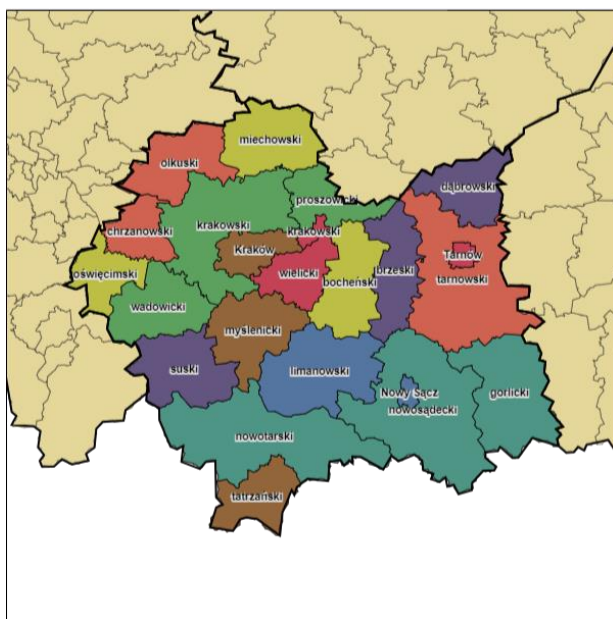 miechowski
olkuski
dąbrowski
proszowicki
krakowski
chrzanowski
krakowski
Kraków
Tarnów
oświęcimski
wielicki
bocheński
brzeski
tarnowski
wadowicki
myslenicki
suski
limanowski
Nowy Sącz
gorlicki
nowosądecki
nowotarski
tatrzański